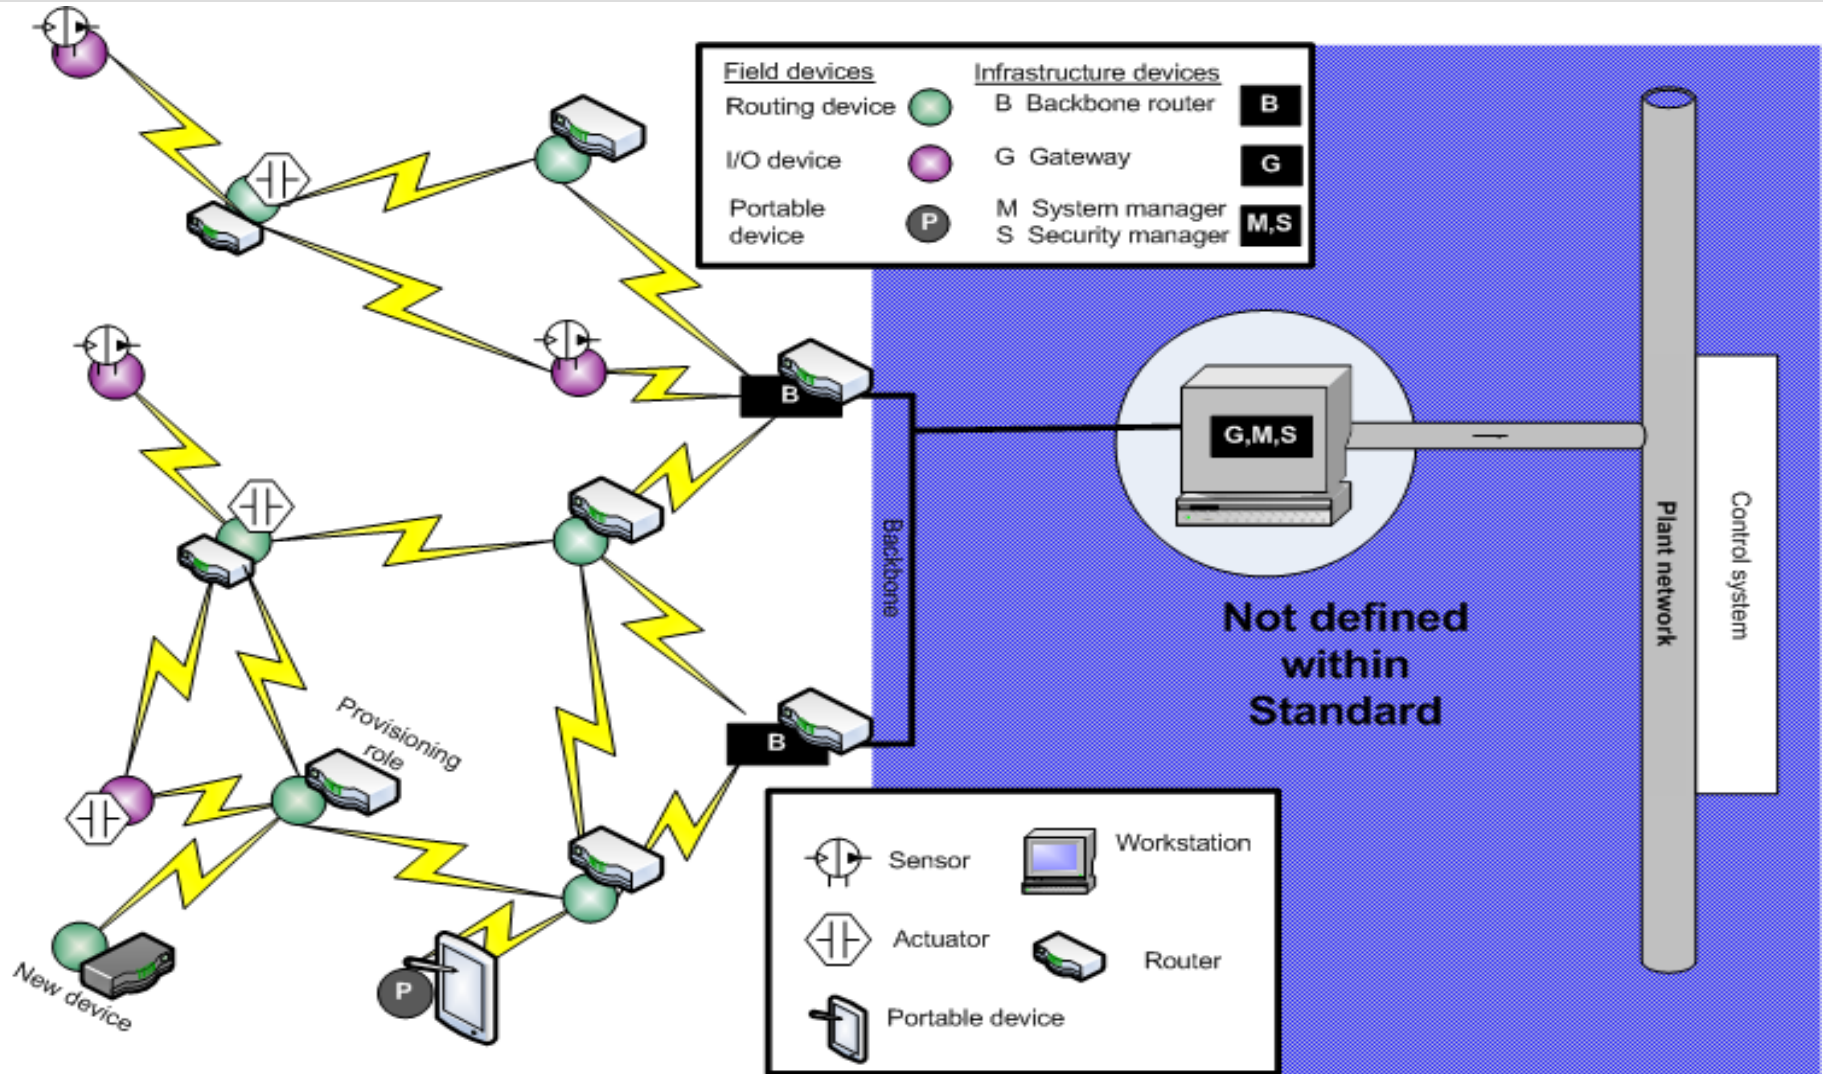 Field devices
Infrastructure devices
Routing device
B Backbone router
B
I/O device
G Gateway
G
Portable
device
P
M System manager
S Security manager
M,S
B
G,M,S
Backbone
Plant network
Control system
Not defined
within
Standard
Provisioning
role
B
New device
P
Sensor
Workstation
Actuator
Router
Portable device